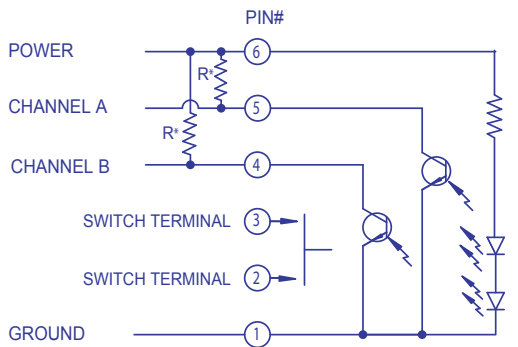 PIN#
POWER 6
R*
CHANNEL A 5
R*
CHANNEL B 4
SWITCH TERMINAL 3
SWITCH TERMINAL 2
GROUND 1